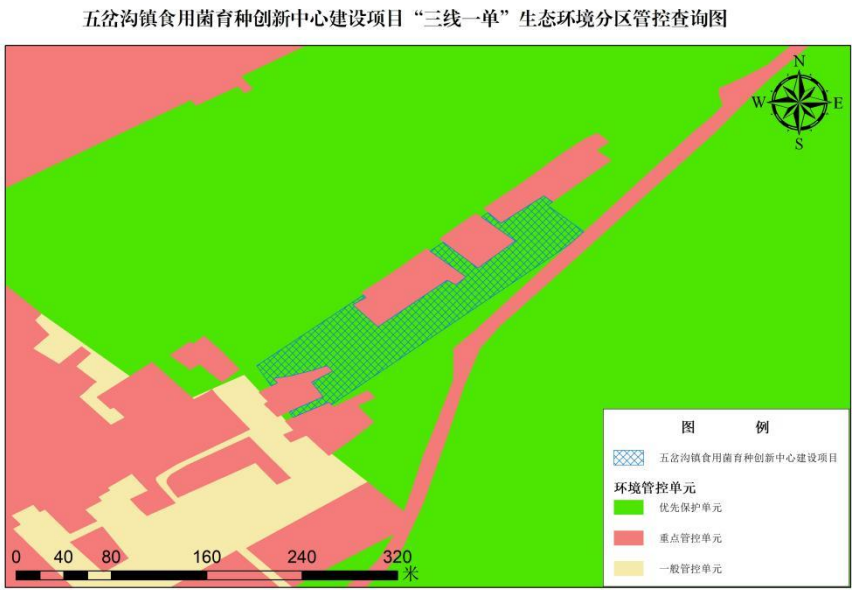 五岔沟镇食用菌育种创新中心建设项目“三线一单”生态环境分区管控查询图
N
W E
S
图 例
五岔沟镇食用菌育种创新中心建设项目
环境管控单元
优先保护单元
重点管控单元
一般管控单元
0 40 80 160 240 320
米